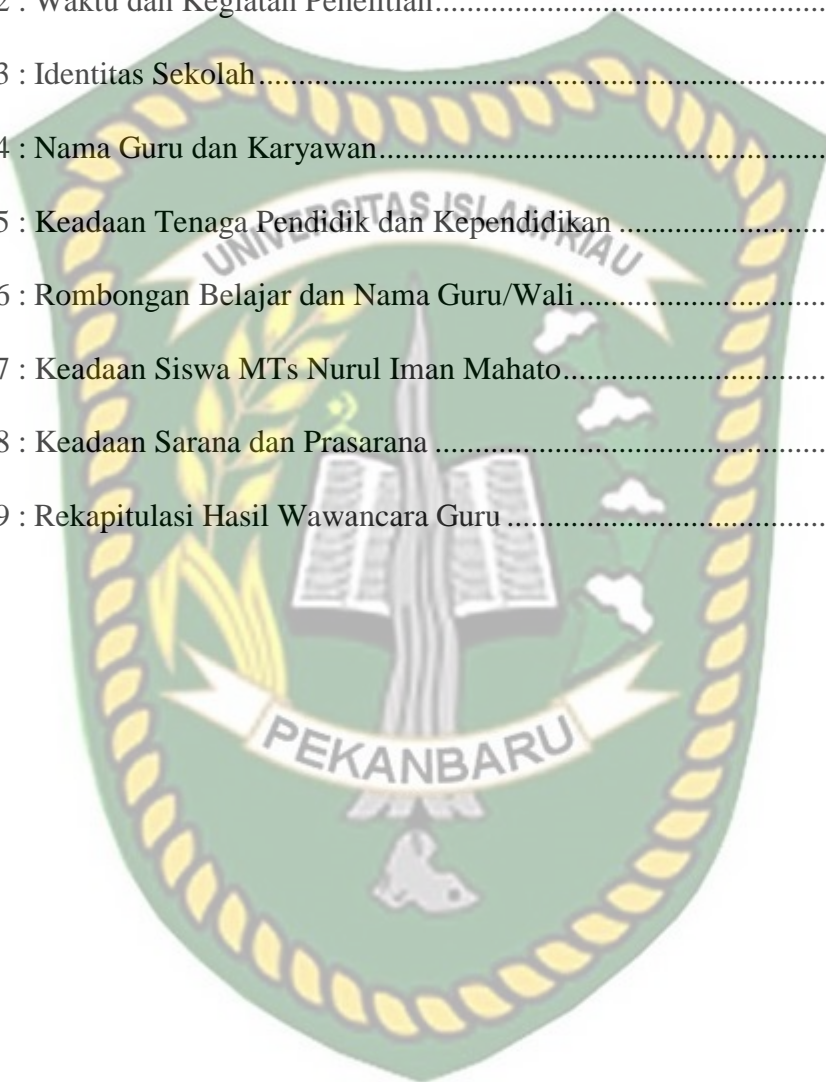 2 : Waktu dan Kegiatan Penelitian....................................................
3 : Identitas Sekolah..........................................................................
4 : Nama Guru dan Karyawan...........................................................
5 : Keadaan Tenaga Pendidik dan Kependidikan .............................
6 : Rombongan Belajar dan Nama Guru/Wali..................................
7 : Keadaan Siswa MTs Nurul Iman Mahato....................................
8 : Keadaan Sarana dan Prasarana ....................................................
9 : Rekapitulasi Hasil Wawancara Guru ...........................................
UNIVERSITAS ISLAM RIAU
PEKANBARU